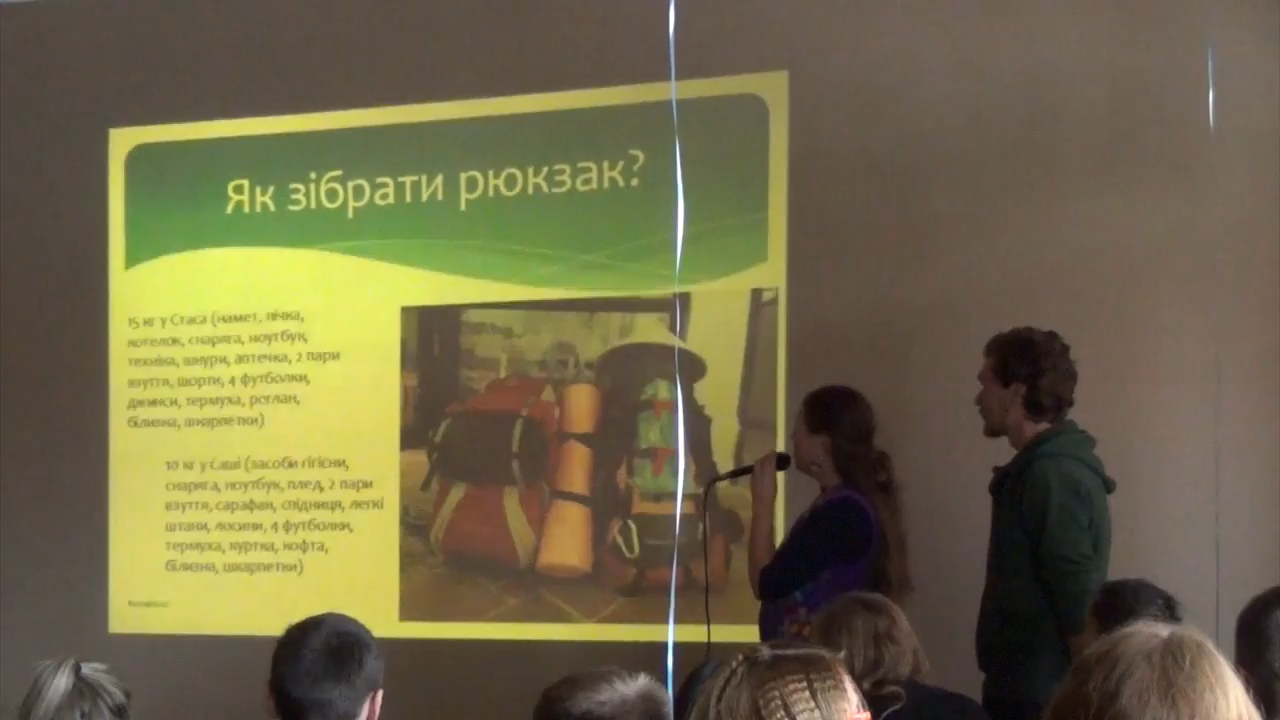 Як зібрати рюкзак?
15 кг у Стаса (намет, пічка,
котелок, снаряга, ноутбук,
техніка, шнури, аптечка, 2 пари
взуття, шорти, 4 футболки,
джинси, термуха, реглан,
білизна, шкарпетки)
10 кг у Саші (засоби гігієни,
снаряга, ноутбук, плед, 2 пари
взуття, сарафан, спідниця, легкі
штани, лосини, 4 футболки,
термуха, куртка, кофта,
білизна, шкарпетки)